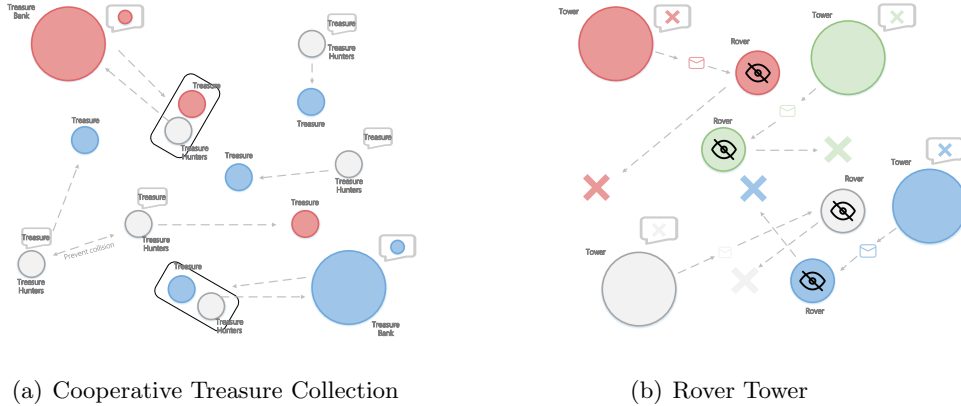 Treasure
Bank
Treasure
Treasure
Hunters
Treasure
Treasure
Treasure
Hunters
Treasure
Treasure
Treasure
Treasure
Hunters
Treasure
Treasure
Treasure
Hunters
Treasure
Prevent collision
Treasure
Hunters
Treasure
Treasure
Hunters
Treasure
Bank
(a) Cooperative Treasure Collection
Tower
Rover
Tower
Rover
Tower
Rover
Tower
Rover
(b) Rover Tower